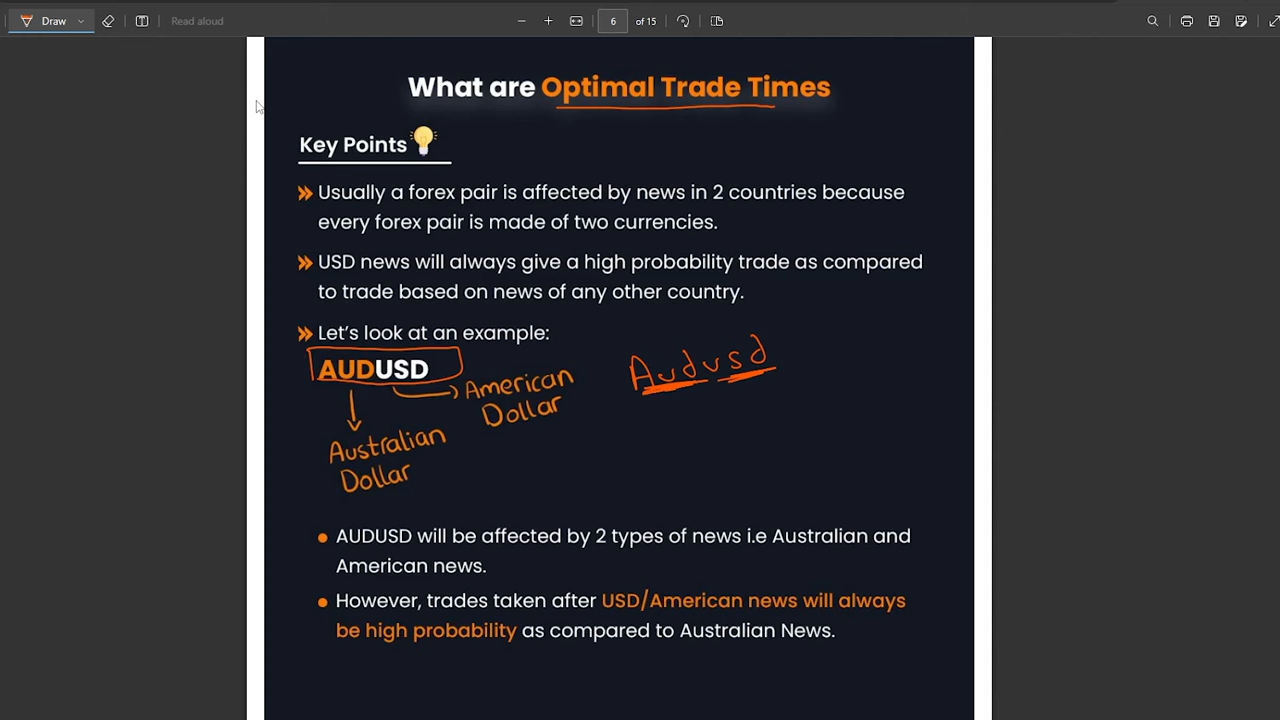 Draw
Read aloud
6 of 15
What are Optimal Trade Times
Key Points
Usually a forex pair is affected by news in 2 countries because
every forex pair is made of two currencies.
USD news will always give a high probability trade as compared
to trade based on news of any other country.
Let's look at an example:
AUDUSD
Audusd
American
Dollar
Australian
Dollar
AUDUSD will be affected by 2 types of news i.e Australian and
American news.
However, trades taken after USD/American news will always
be high probability as compared to Australian News.